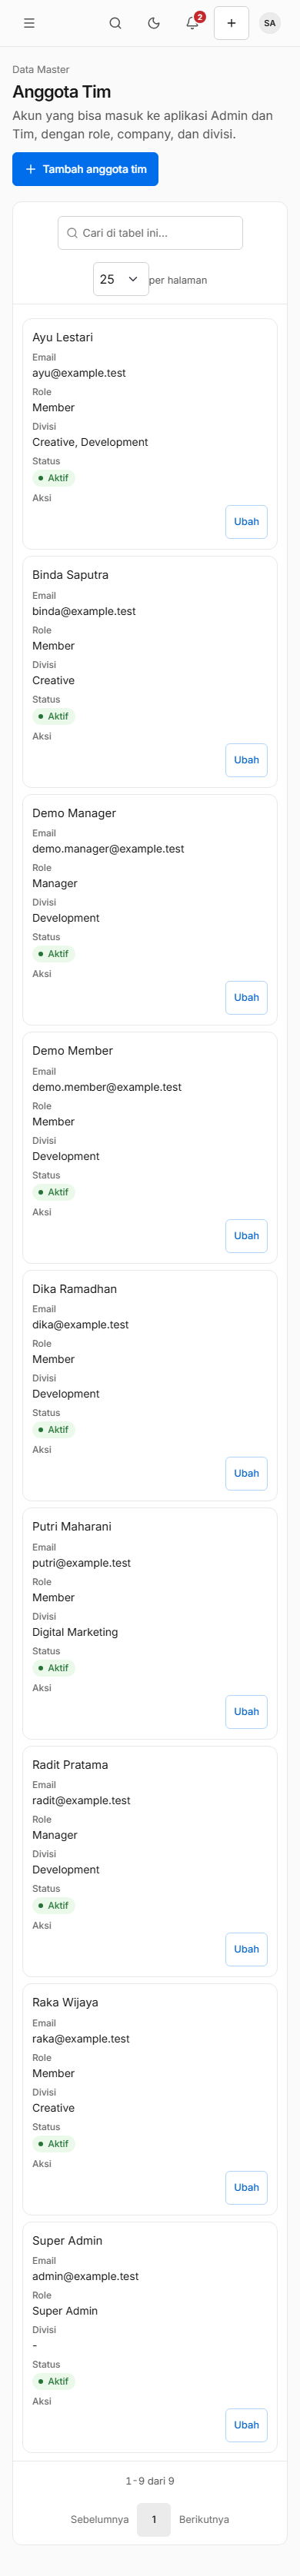 2
+
SA
Data Master
Anggota Tim
Akun yang bisa masuk ke aplikasi Admin dan
Tim, dengan role, company, dan divisi.
+ Tambah anggota tim
Cari di tabel ini...
25 per halaman
Ayu Lestari
Email
ayu@example.test
Role
Member
Divisi
Creative, Development
Status
Aktif
Aksi
Ubah
Binda Saputra
Email
binda@example.test
Role
Member
Divisi
Creative
Status
Aktif
Aksi
Ubah
Demo Manager
Email
demo.manager@example.test
Role
Manager
Divisi
Development
Status
Aktif
Aksi
Ubah
Demo Member
Email
demo.member@example.test
Role
Member
Divisi
Development
Status
Aktif
Aksi
Ubah
Dika Ramadhan
Email
dika@example.test
Role
Member
Divisi
Development
Status
Aktif
Aksi
Ubah
Putri Maharani
Email
putri@example.test
Role
Member
Divisi
Digital Marketing
Status
Aktif
Aksi
Ubah
Radit Pratama
Email
radit@example.test
Role
Manager
Divisi
Development
Status
Aktif
Aksi
Ubah
Raka Wijaya
Email
raka@example.test
Role
Member
Divisi
Creative
Status
Aktif
Aksi
Ubah
Super Admin
Email
admin@example.test
Role
Super Admin
Divisi
-
Status
Aktif
Aksi
Ubah
1-9 dari 9
Sebelumnya 1 Berikutnya